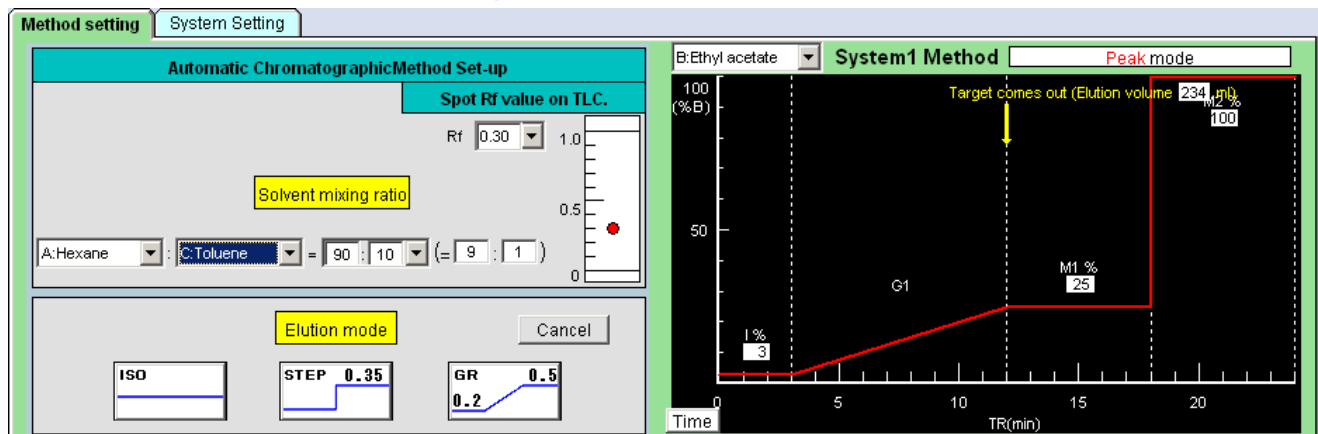 Method setting
System Setting
Automatic ChromatographicMethod Set-up
Spot Rf value on TLC.
Rf 0.30
1.0
0.5
0
Solvent mixing ratio
A:Hexane : C:Toluene = 90 : 10 (= 9 : 1 )
Elution mode
Cancel
ISO
STEP 0.35
GR 0.5
0.2
B:Ethyl acetate
System1 Method
Peak mode
100
(%B)
Target comes out (Elution volume 234 ml)
M2 %
100
50
G1
M1 %
25
I %
3
0 5 10 15 20
Time
TR(min)